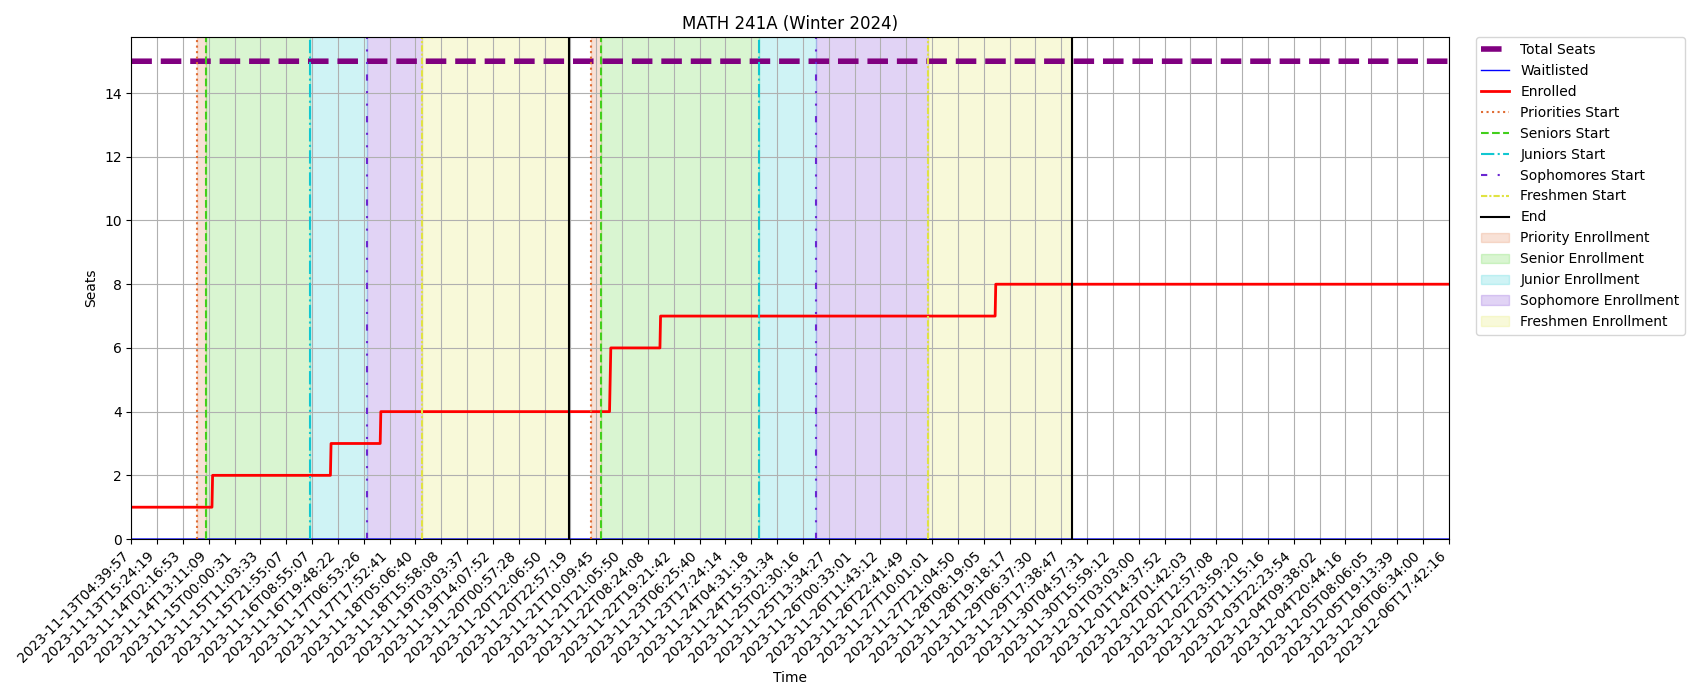 MATH 241A (Winter 2024)
Seats
14
12
10
8
6
4
2
0
2023-11-13T04:39:57
2023-11-13T15:24:19
2023-11-14T02:16:53
2023-11-14T13:11:09
2023-11-15T00:00:31
2023-11-15T11:03:33
2023-11-15T21:55:07
2023-11-16T08:55:07
2023-11-16T19:48:22
2023-11-17T06:53:26
2023-11-17T17:52:41
2023-11-18T05:06:40
2023-11-18T15:58:08
2023-11-19T03:03:37
2023-11-19T14:07:52
2023-11-20T00:57:28
2023-11-20T12:06:50
2023-11-20T22:57:19
2023-11-21T10:09:45
2023-11-21T21:05:50
2023-11-22T08:24:08
2023-11-22T19:21:42
2023-11-23T06:25:40
2023-11-23T17:24:14
2023-11-24T04:31:18
2023-11-24T15:31:34
2023-11-25T02:30:16
2023-11-25T13:34:27
2023-11-26T00:33:01
2023-11-26T11:43:12
2023-11-26T22:41:49
2023-11-27T10:01:01
2023-11-27T21:04:50
2023-11-28T08:19:05
2023-11-28T19:18:17
2023-11-29T06:37:30
2023-11-29T17:38:47
2023-11-30T04:57:31
2023-11-30T15:59:12
2023-12-01T03:03:00
2023-12-01T14:37:52
2023-12-02T01:42:03
2023-12-02T12:57:08
2023-12-02T23:59:20
2023-12-03T11:15:16
2023-12-03T22:23:54
2023-12-04T09:38:02
2023-12-04T20:44:16
2023-12-05T08:06:05
2023-12-05T19:13:39
2023-12-06T06:34:00
2023-12-06T17:42:16
Time
Total Seats
Waitlisted
Enrolled
Priorities Start
Seniors Start
Juniors Start
Sophomores Start
Freshmen Start
End
Priority Enrollment
Senior Enrollment
Junior Enrollment
Sophomore Enrollment
Freshmen Enrollment